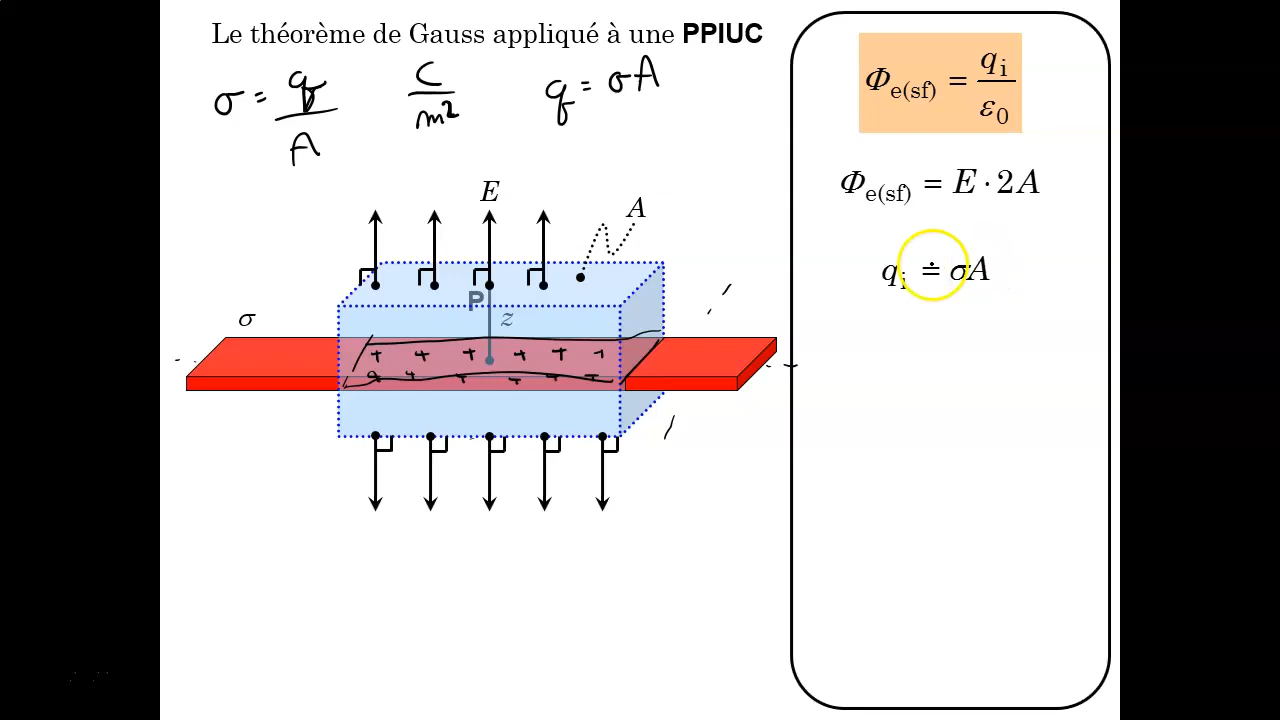 Le théorème de Gauss appliqué à une PPIUC
σ = q/A
C/m²
q = σA
Φe(sf) = qi/ε0
Φe(sf) = E · 2A
qi = σA
E
A
P
z
σ
+ + + + + +
+ + + + + +